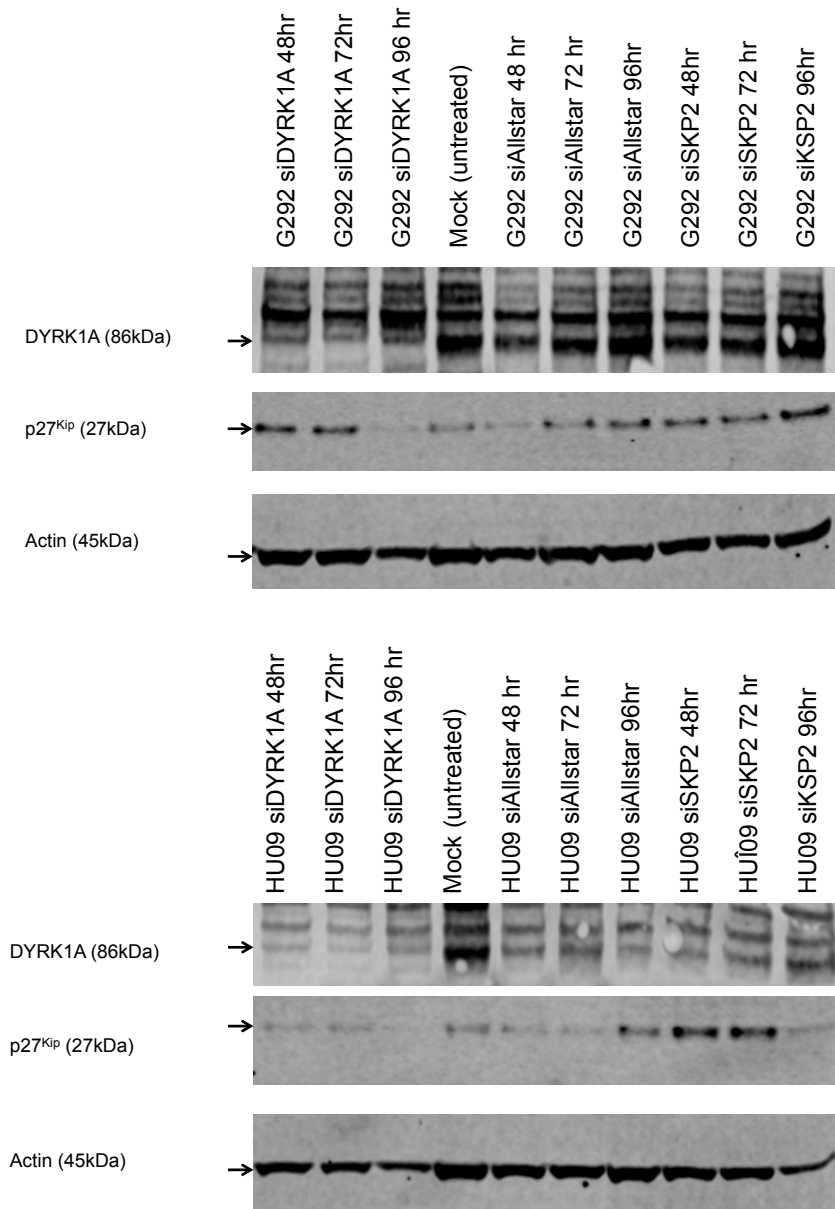 G292 siDYRK1A 48hr
G292 siDYRK1A 72hr
G292 siDYRK1A 96 hr
Mock (untreated)
G292 siAllstar 48 hr
G292 siAllstar 72 hr
G292 siAllstar 96hr
G292 siSKP2 48hr
G292 siSKP2 72 hr
G292 siKSP2 96hr
DYRK1A (86kDa)
p27Kip (27kDa)
Actin (45kDa)
HU09 siDYRK1A 48hr
HU09 siDYRK1A 72hr
HU09 siDYRK1A 96 hr
Mock (untreated)
HU09 siAllstar 48 hr
HU09 siAllstar 72 hr
HU09 siAllstar 96hr
HU09 siSKP2 48hr
HUÎ09 siSKP2 72 hr
HU09 siKSP2 96hr
DYRK1A (86kDa)
p27Kip (27kDa)
Actin (45kDa)